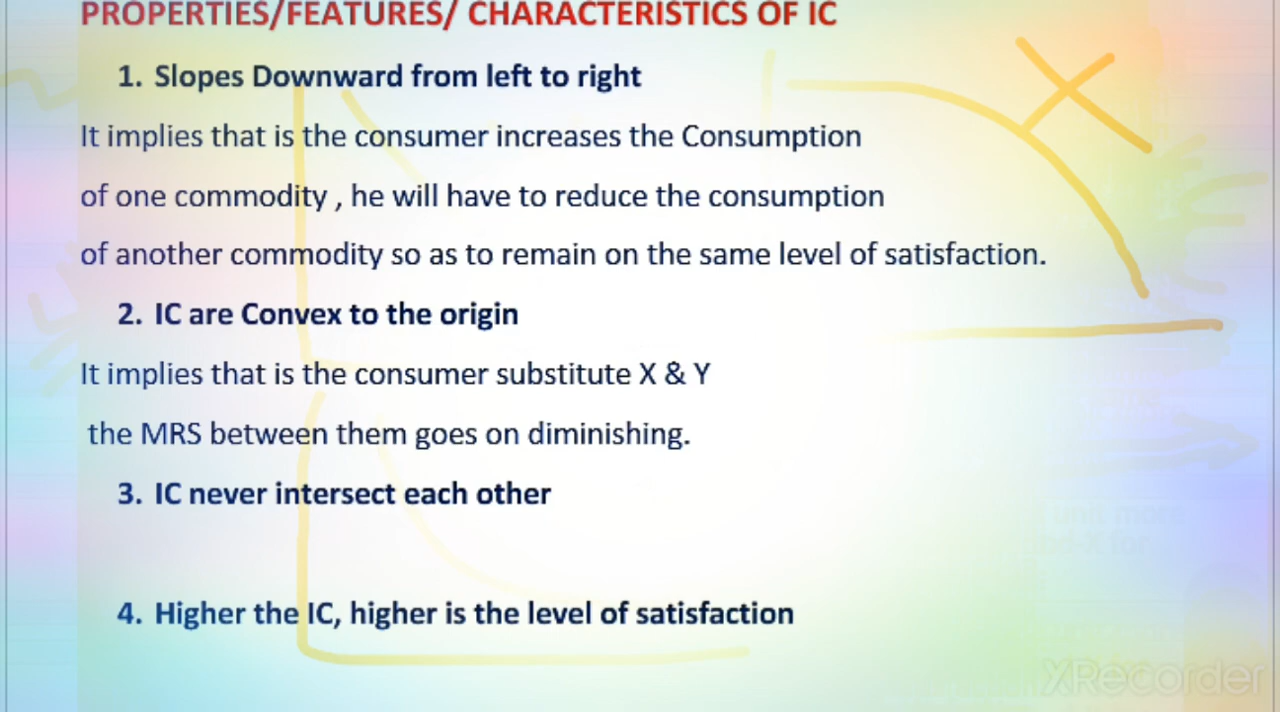 PROPERTIES/FEATURES/ CHARACTERISTICS OF IC
1. Slopes Downward from left to right
It implies that is the consumer increases the Consumption
of one commodity , he will have to reduce the consumption
of another commodity so as to remain on the same level of satisfaction.
2. IC are Convex to the origin
It implies that is the consumer substitute X & Y
the MRS between them goes on diminishing.
3. IC never intersect each other
unit more
4. Higher the IC, higher is the level of satisfaction
XRecorder